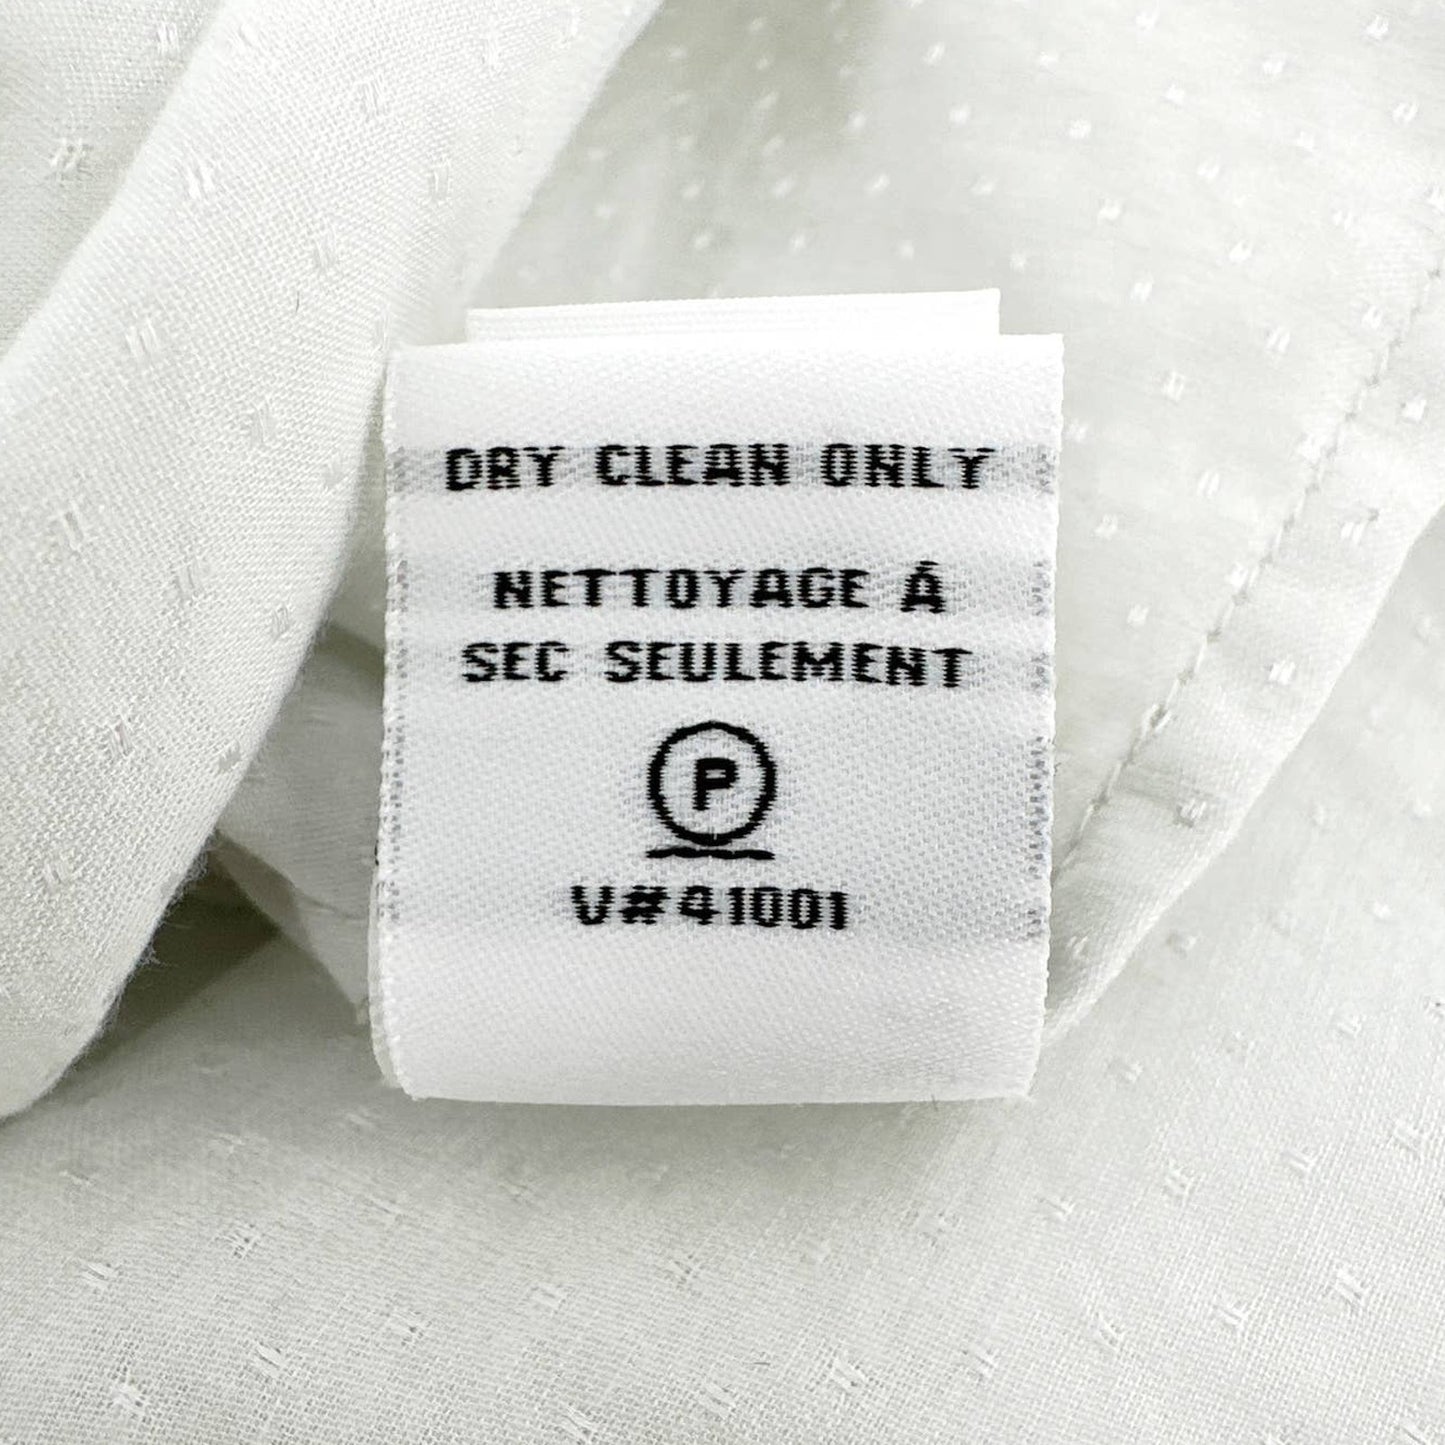 DRY CLEAN ONLY
NETTOYAGE Á
SEC SEULEMENT
P
V#41001